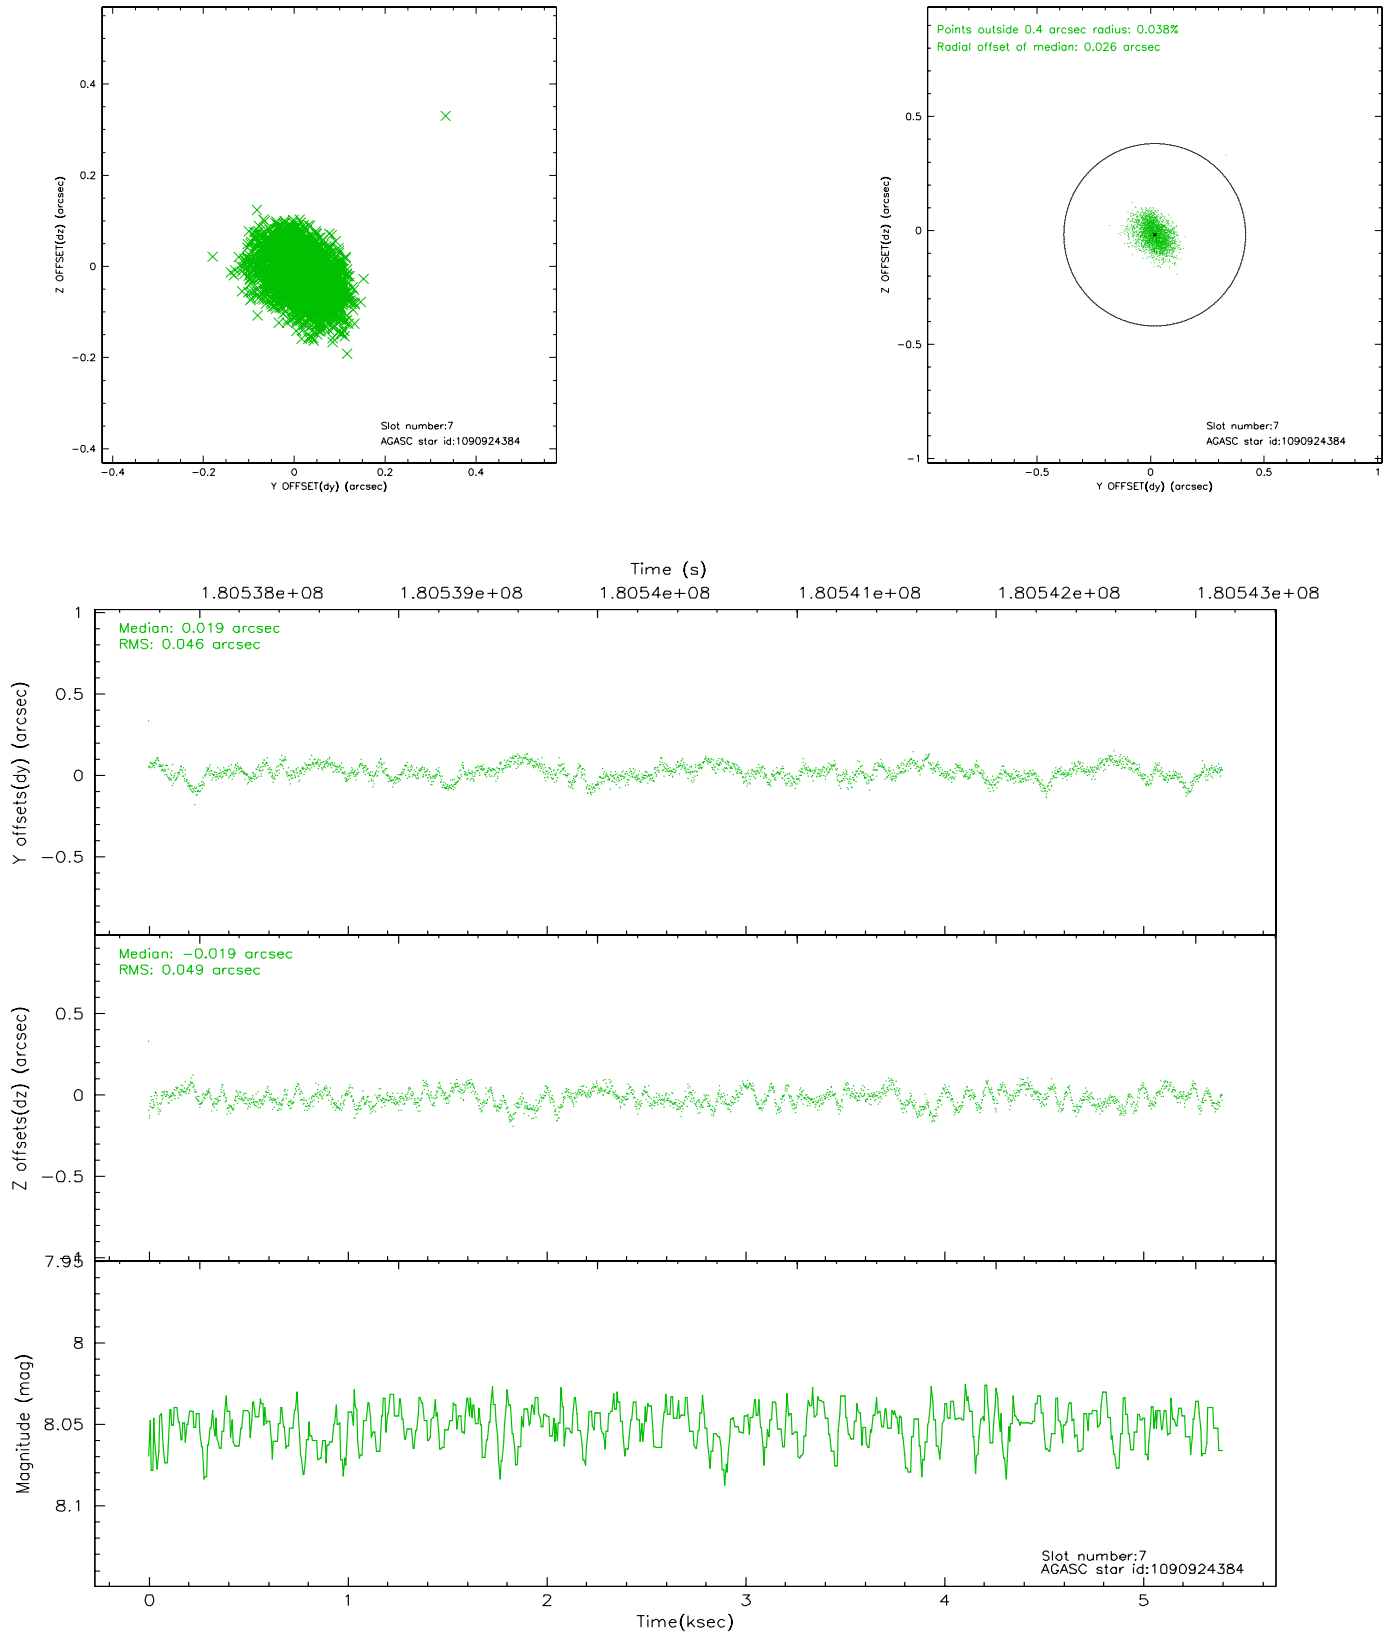 0.4
0.2
0
−0.2
−0.4
−0.4
−0.2
0
0.2
0.4
Z OFFSET(dz) (arcsec)
Y OFFSET(dy) (arcsec)
Slot number:7
AGASC star id:1090924384
Points outside 0.4 arcsec radius: 0.038%
Radial offset of median: 0.026 arcsec
0.5
0
−0.5
−1
−0.5
0
0.5
1
Z OFFSET(dz) (arcsec)
Y OFFSET(dy) (arcsec)
Slot number:7
AGASC star id:1090924384
Time (s)
1.80538e+08
1.80539e+08
1.8054e+08
1.80541e+08
1.80542e+08
1.80543e+08
Median: 0.019 arcsec
RMS: 0.046 arcsec
1
0.5
0
−0.5
Y offsets(dy) (arcsec)
Median: −0.019 arcsec
RMS: 0.049 arcsec
0.5
0
−0.5
−1
Z offsets(dz) (arcsec)
7.95
8
8.05
8.1
Magnitude (mag)
Slot number:7
AGASC star id:1090924384
0
1
2
3
4
5
Time(ksec)